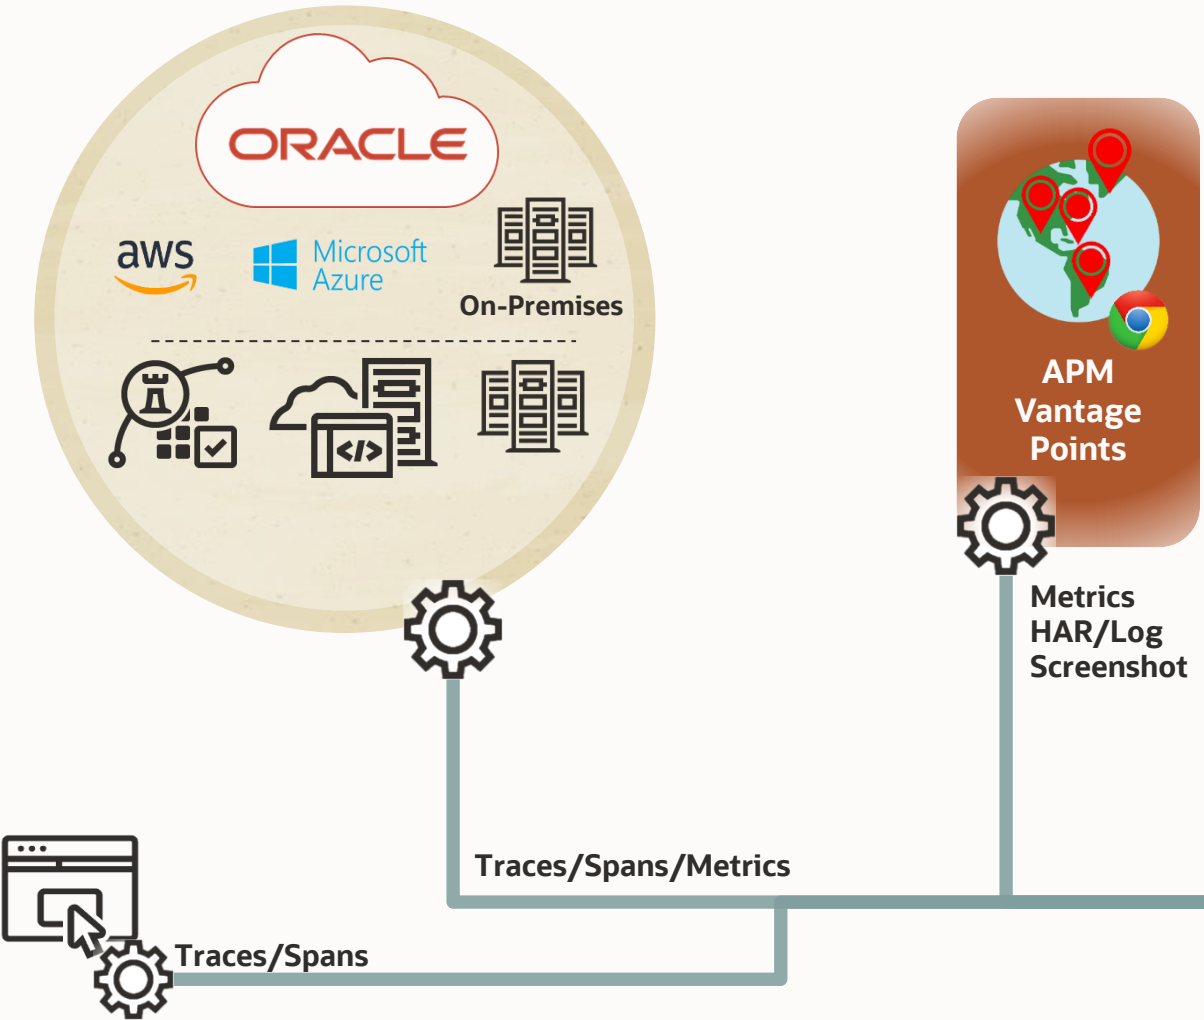 ORACLE
aws
Microsoft
Azure
On-Premises
</>
APM
Vantage
Points
Metrics
HAR/Log
Screenshot
Traces/Spans/Metrics
Traces/Spans